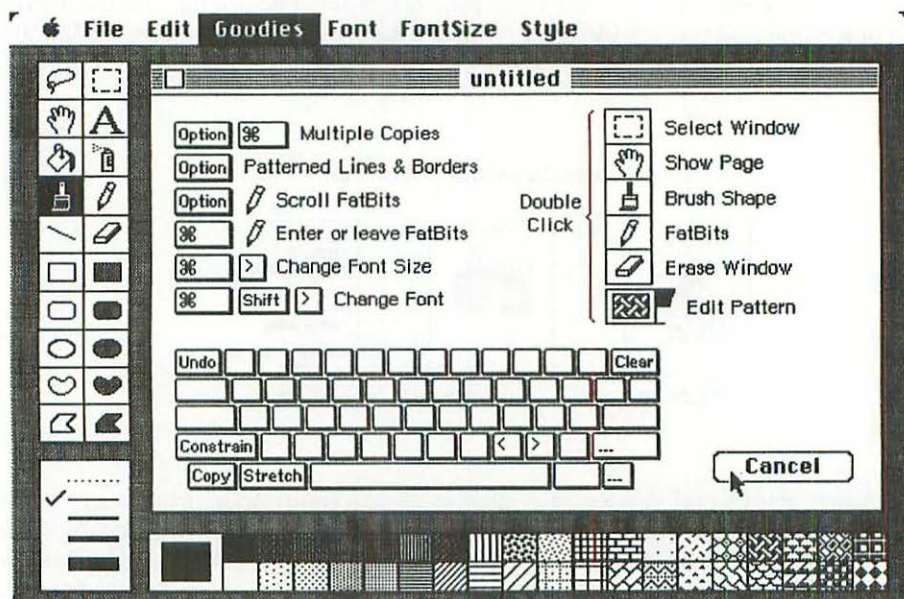 File Edit Goodies Font FontSize Style
untitled
Option ⌘ Multiple Copies
Option Patterned Lines & Borders
Option Scroll FatBits
⌘ Enter or leave FatBits
⌘ > Change Font Size
⌘ Shift > Change Font
Double
Click
Select Window
Show Page
Brush Shape
FatBits
Erase Window
Edit Pattern
A
Undo Clear
Constrain < > ...
Copy Stretch ...
Cancel